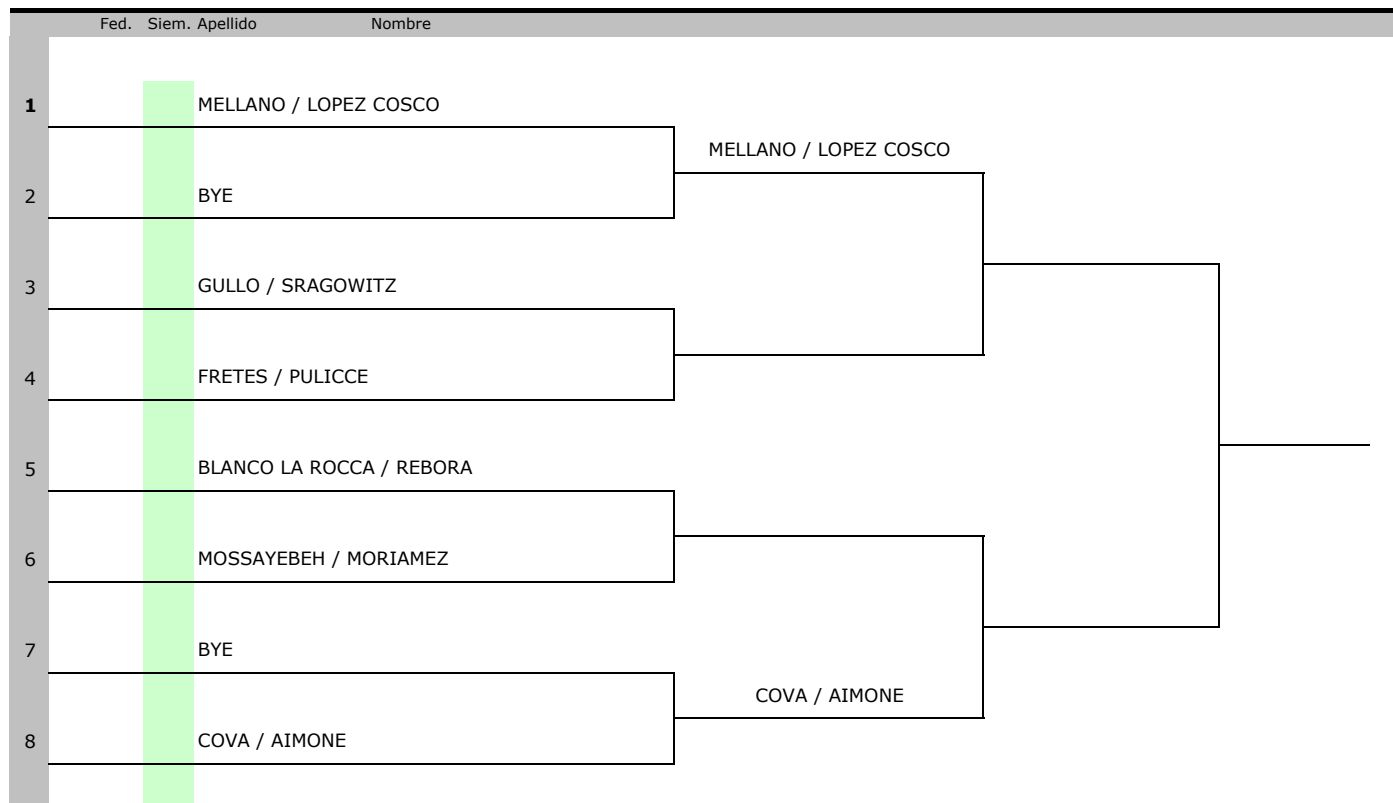 Fed. Siem. Apellido Nombre
1 MELLANO / LOPEZ COSCO
MELLANO / LOPEZ COSCO
2 BYE
3 GULLO / SRAGOWITZ
4 FRETES / PULICCE
5 BLANCO LA ROCCA / REBORA
6 MOSSAYEBEH / MORIAMEZ
7 BYE
COVA / AIMONE
8 COVA / AIMONE